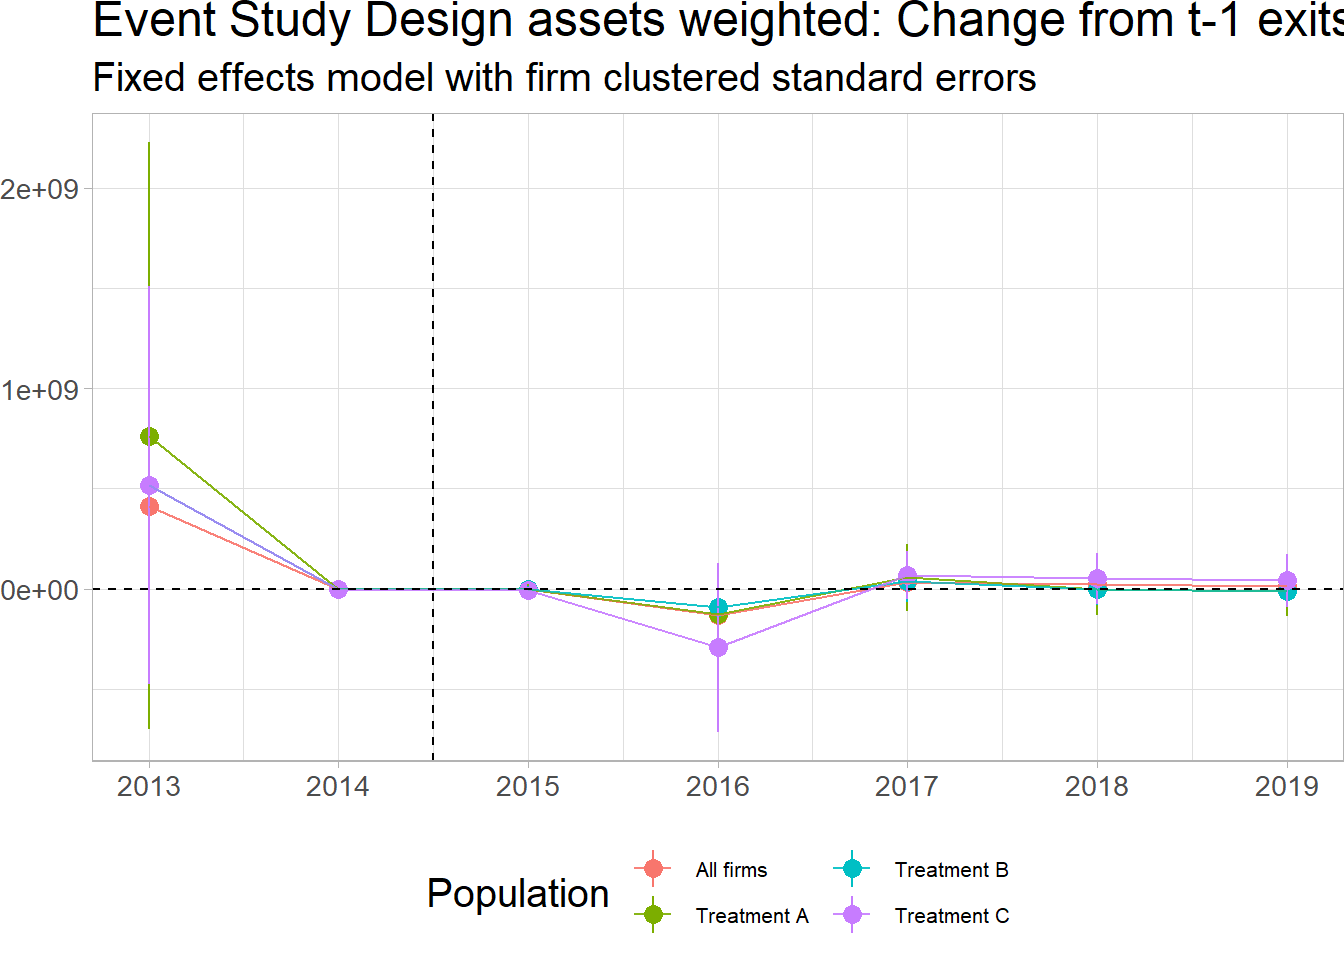 Event Study Design assets weighted: Change from t-1 exits
Fixed effects model with firm clustered standard errors
2e+09
1e+09
0e+00
2013 2014 2015 2016 2017 2018 2019
Population
All firms
Treatment A
Treatment B
Treatment C